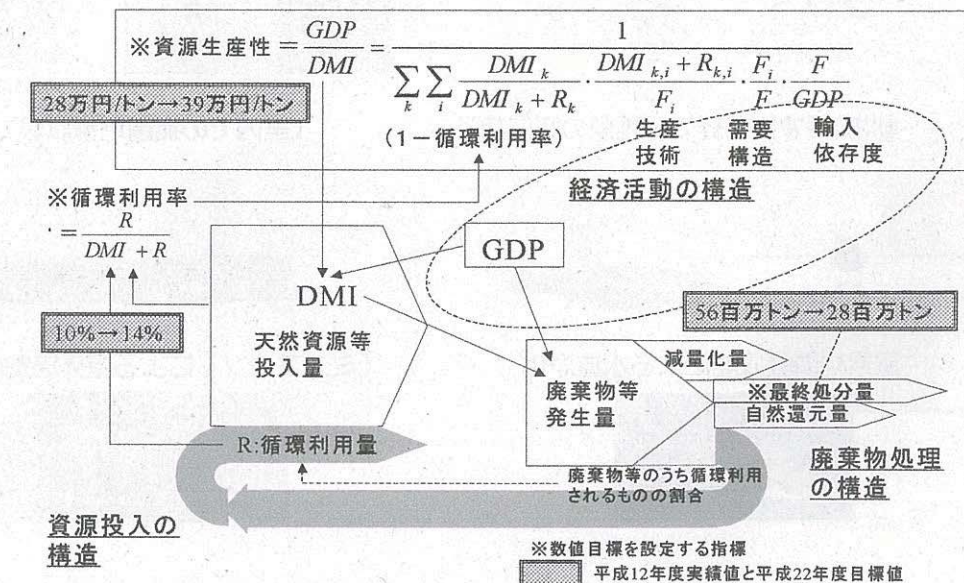 ※資源生産性 = GDP/DMI = 1 / ∑k ∑i DMI k/(DMI k + R k) · (DMI k,i + R k,i)/F i · F i/F · F/GDP
28万円/トン→39万円/トン
(1-循環利用率)
生産
技術
需要
構造
輸入
依存度
経済活動の構造
※循環利用率
· = R/(DMI + R)
GDP
DMI
天然資源等
投入量
10%→14%
56百万トン→28百万トン
減量化量
廃棄物等
発生量
※最終処分量
自然還元量
R:循環利用量
廃棄物等のうち循環利用
されるものの割合
廃棄物処理
の構造
資源投入の
構造
※数値目標を設定する指標
平成12年度実績値と平成22年度目標値